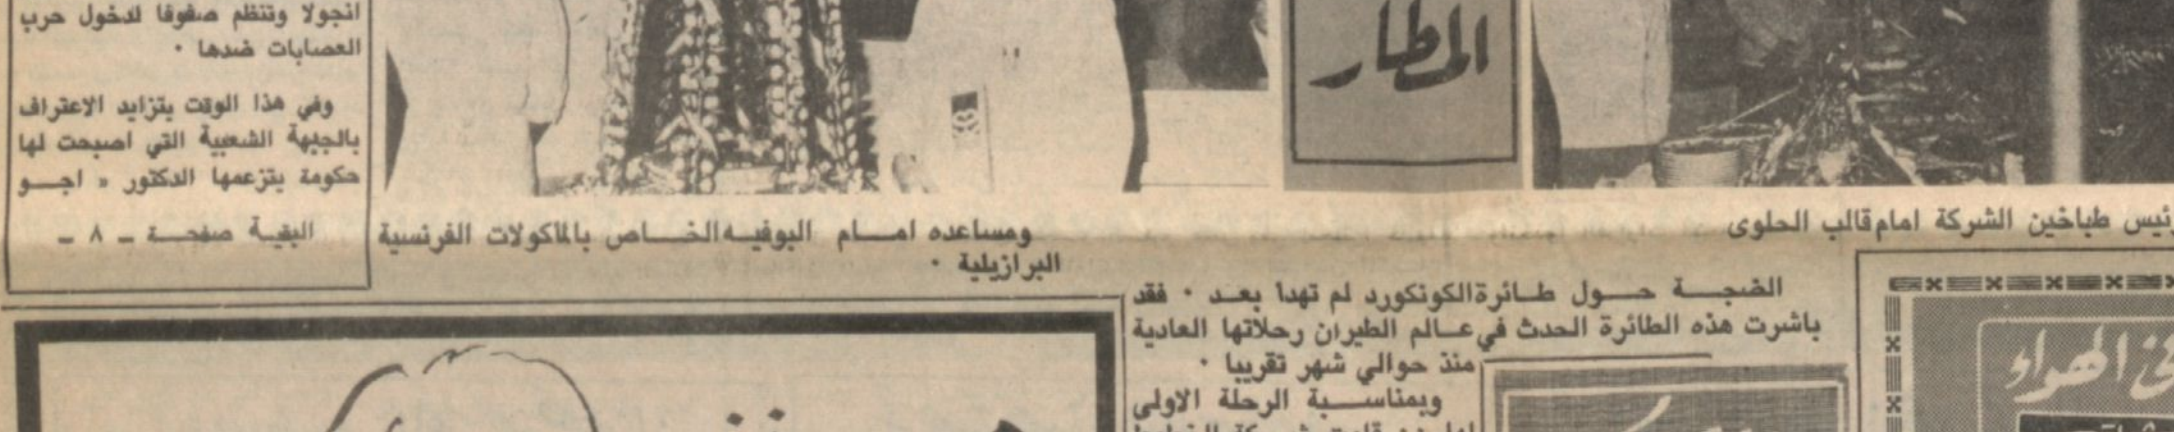 المطار
رئيس طباخين الشركة امام قالب الحلوى
ومساعده امام البوفيه الخاص بالماكولات الفرنسية
البرازيلية .
الضجة حول طائرة الكونكورد لم تهدا بعد . فقد
باشرت هذه الطائرة الحدث في عالم الطيران رحلاتها العادية
منذ حوالي شهر تقريبا .
وبمناسبة الرحلة الاولى
الهواء
انجولا وتنظم صفوفا لدخول حرب
العصابات ضدها .
وفي هذا الوقت يتزايد الاعتراف
بالجبهة الشعبية التي اصبحت لها
حكومة يتزعمها الدكتور « اجو
البقية صفحة ـ ٨ ـ